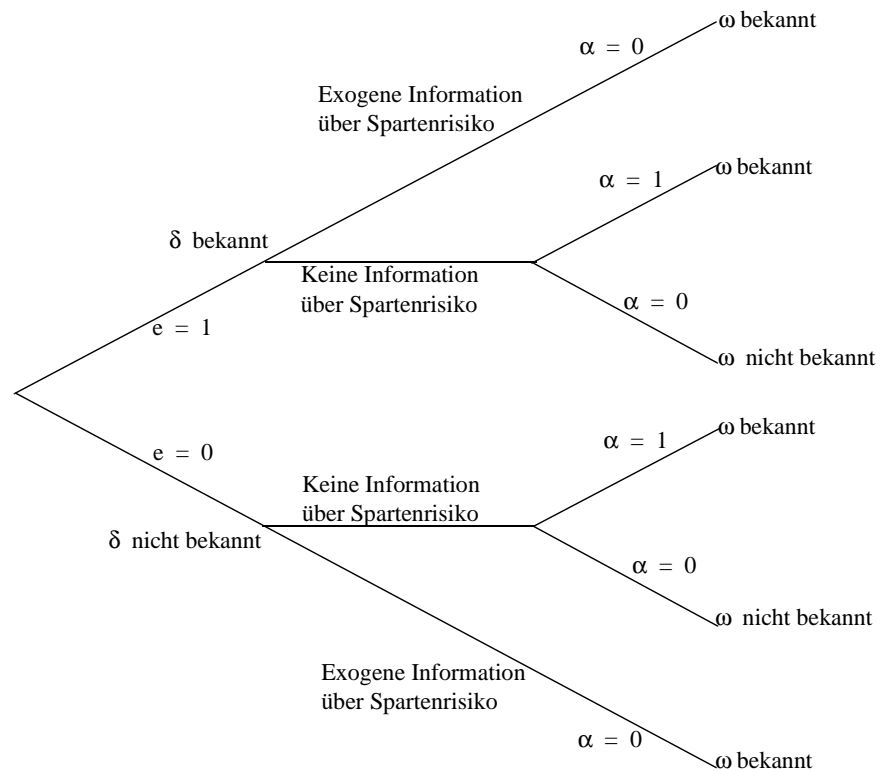 ω bekannt
α = 0
Exogene Information
über Spartenrisiko
ω bekannt
α = 1
δ bekannt
Keine Information
über Spartenrisiko
α = 0
e = 1
ω nicht bekannt
ω bekannt
α = 1
e = 0
Keine Information
über Spartenrisiko
δ nicht bekannt
α = 0
ω nicht bekannt
Exogene Information
über Spartenrisiko
α = 0
ω bekannt